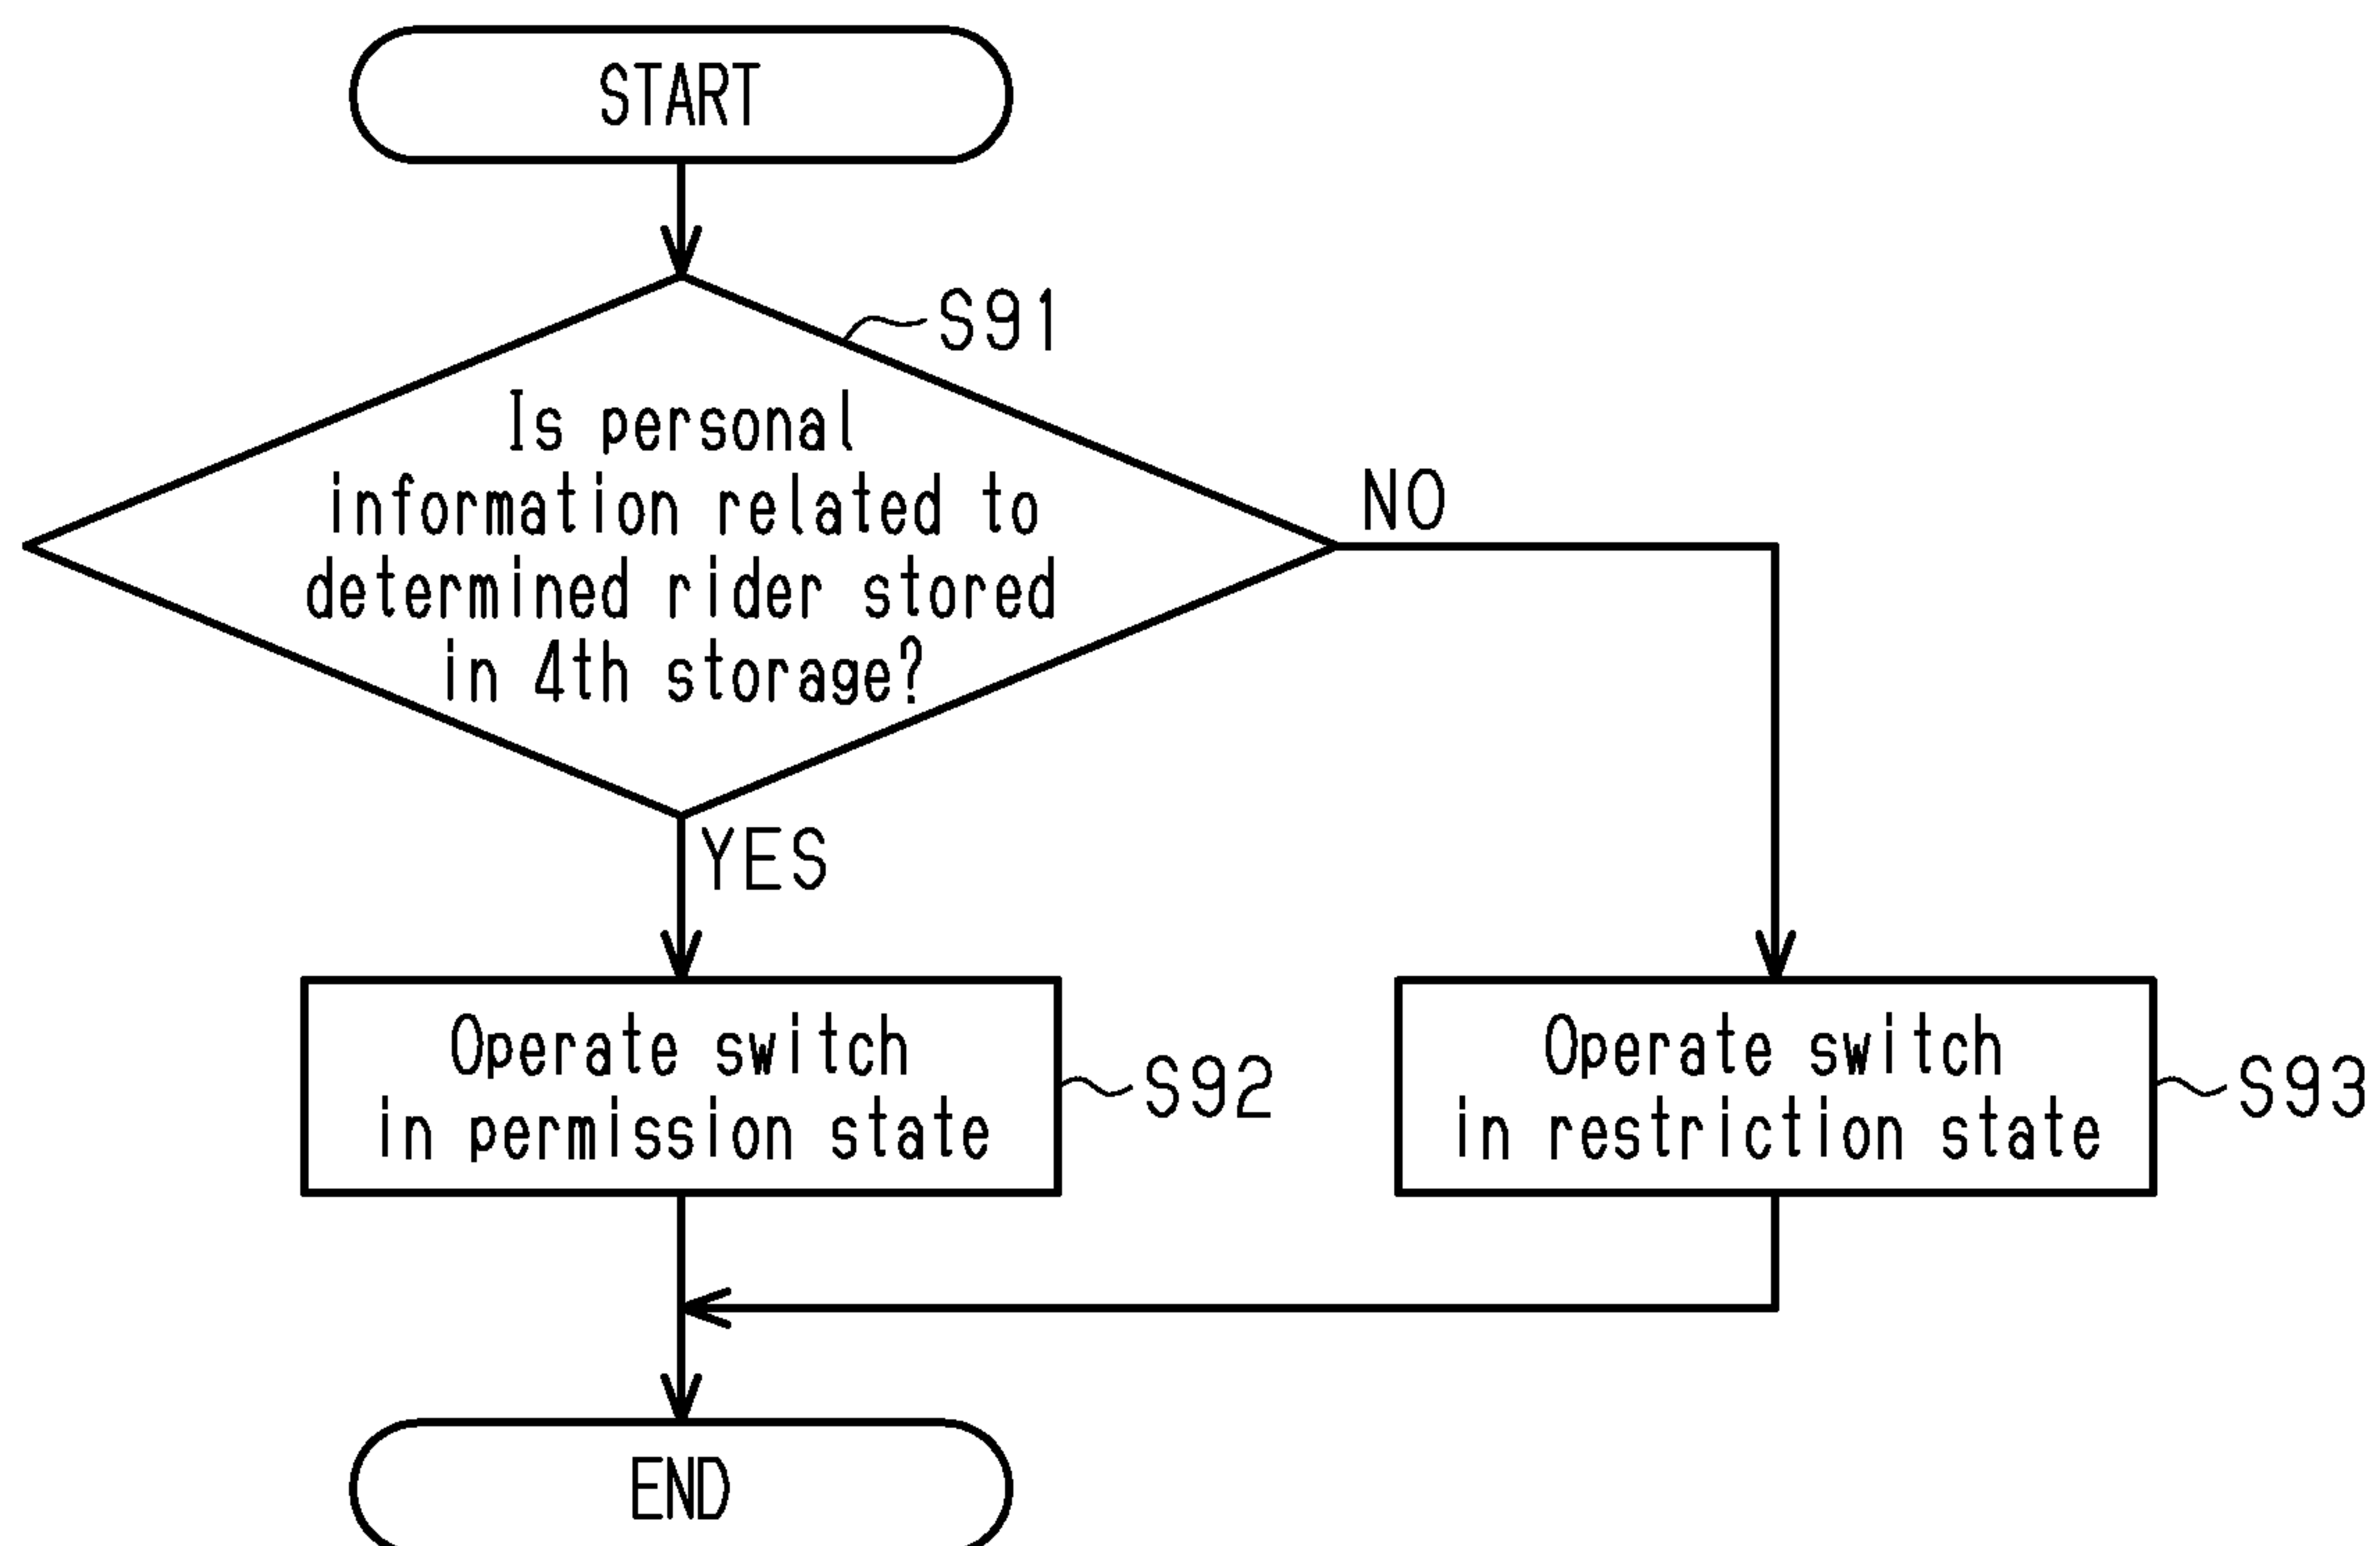 START
S91
Is personal
information related to
determined rider stored
in 4th storage?
NO
YES
Operate switch
in permission state
S92
Operate switch
in restriction state
S93
END